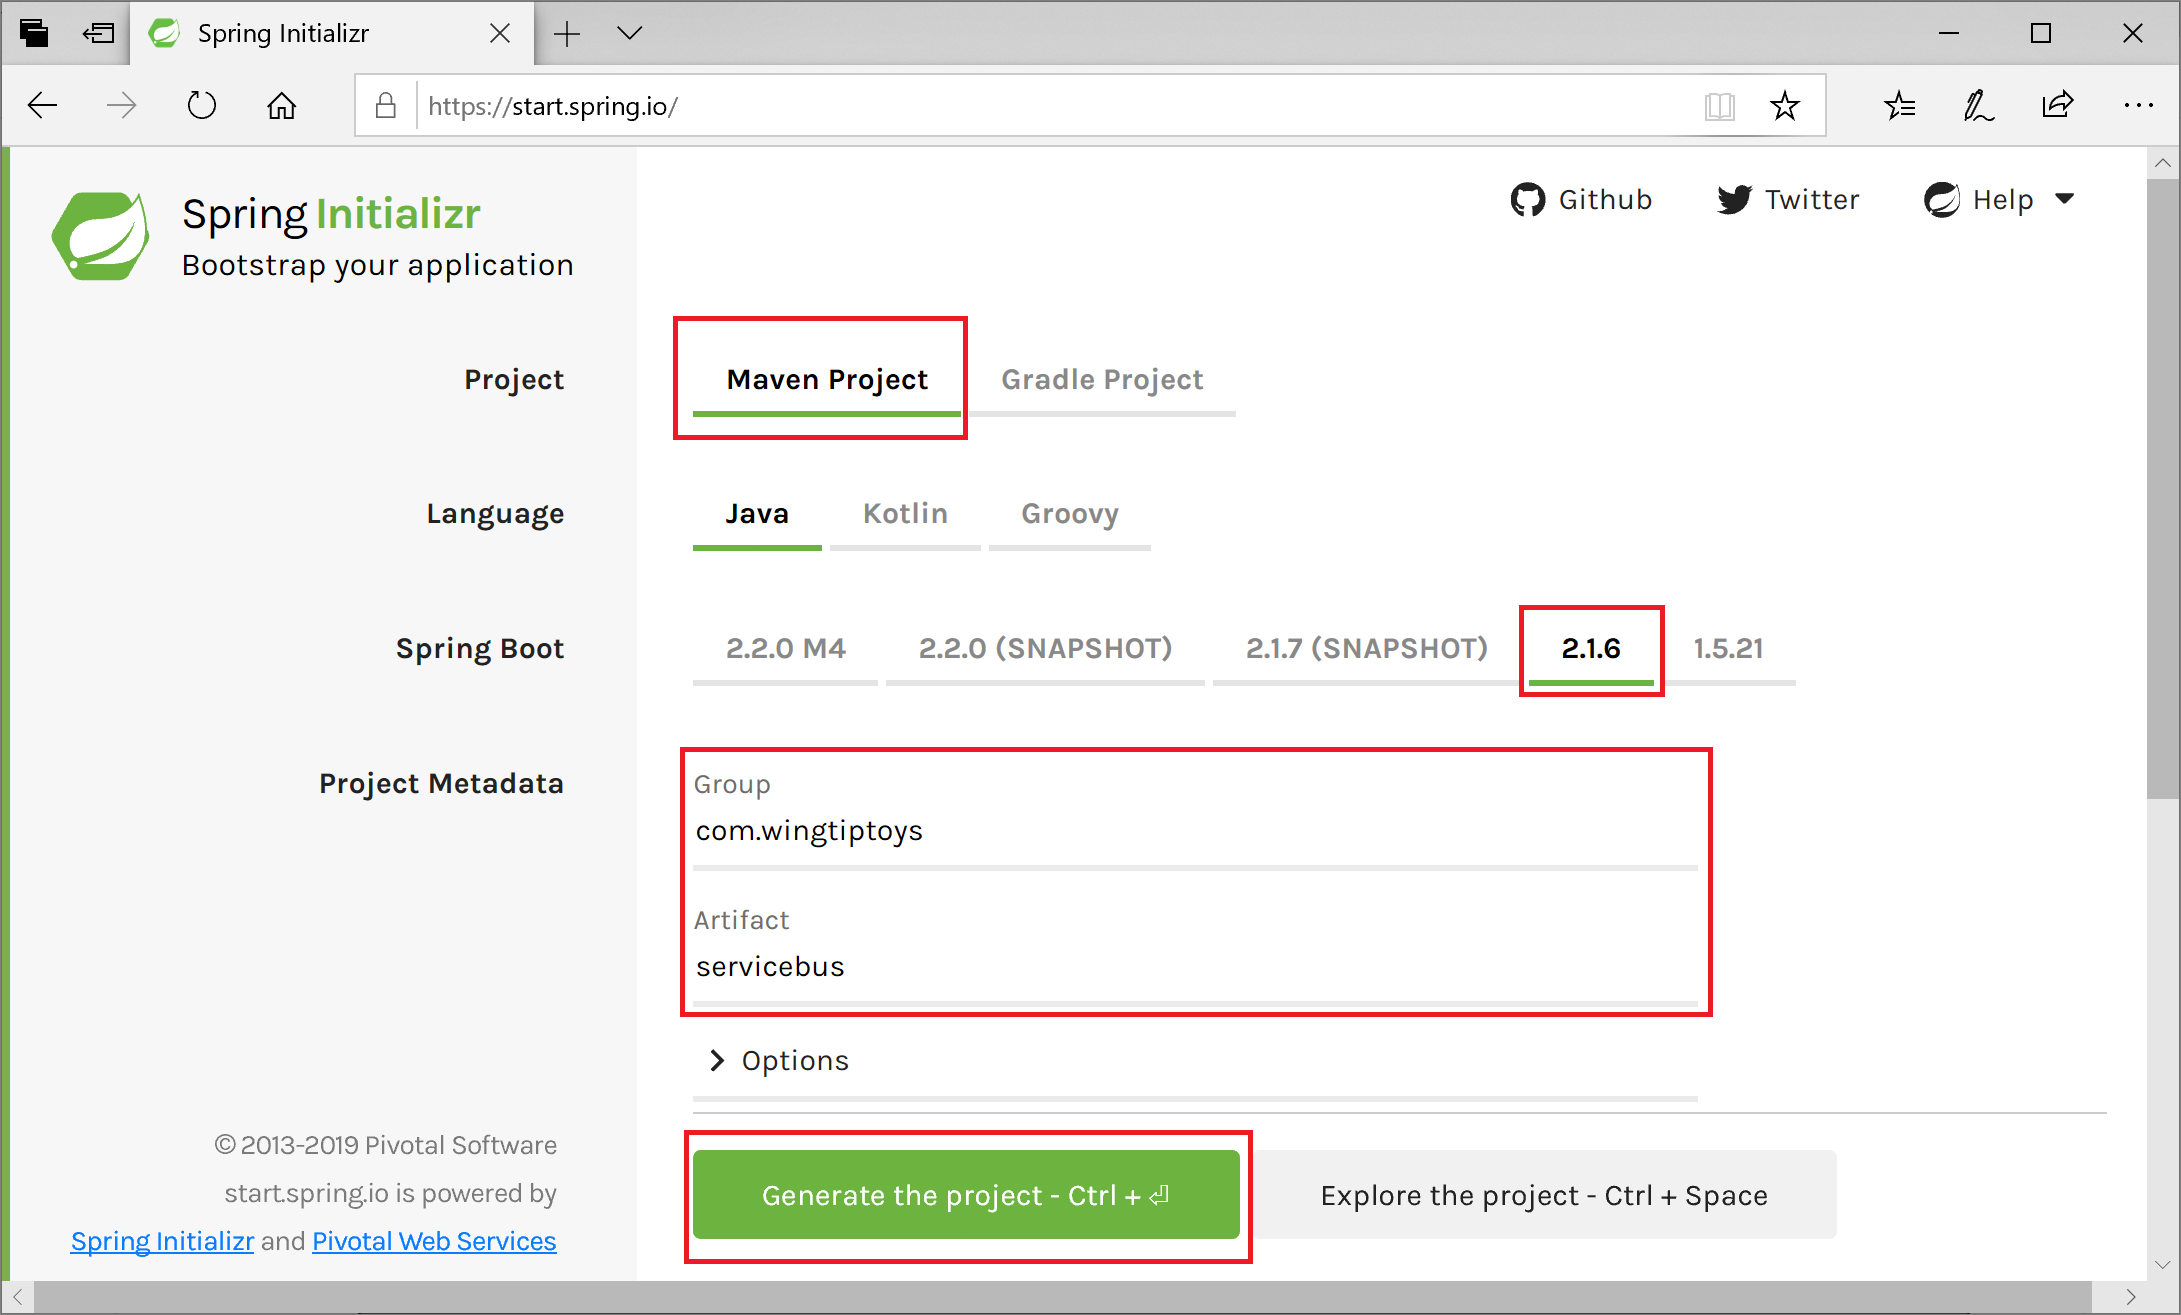 Spring Initializr
https://start.spring.io/
Spring Initializr
Bootstrap your application
Github
Twitter
Help
Project
Maven Project
Gradle Project
Language
Java
Kotlin
Groovy
Spring Boot
2.2.0 M4
2.2.0 (SNAPSHOT)
2.1.7 (SNAPSHOT)
2.1.6
1.5.21
Project Metadata
Group
com.wingtiptoys
Artifact
servicebus
Options
© 2013-2019 Pivotal Software
start.spring.io is powered by
Spring Initializr and Pivotal Web Services
Generate the project - Ctrl + ⏎
Explore the project - Ctrl + Space